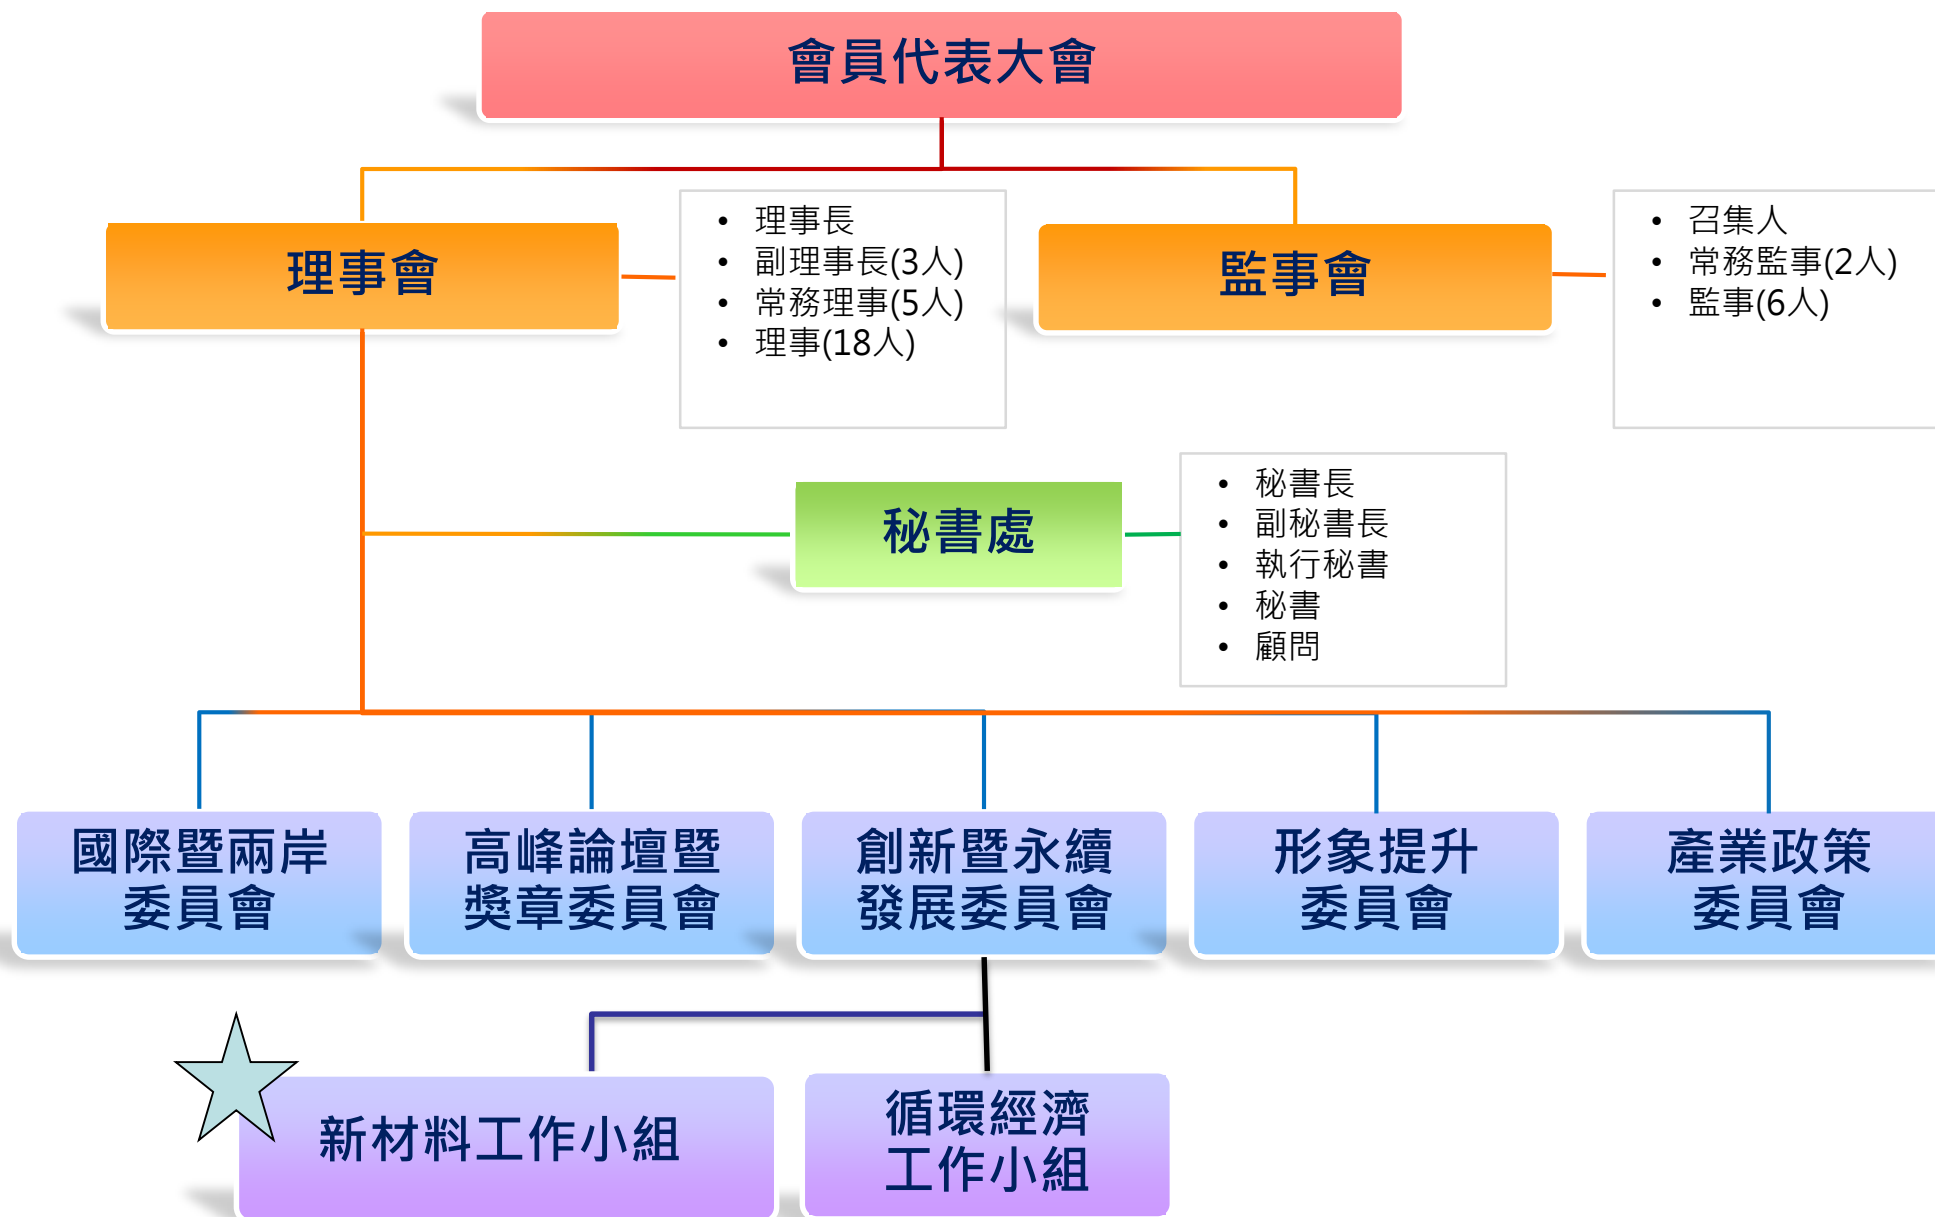 會員代表大會
理事會
• 理事長
• 副理事長(3人)
• 常務理事(5人)
• 理事(18人)
監事會
• 召集人
• 常務監事(2人)
• 監事(6人)
秘書處
• 秘書長
• 副秘書長
• 執行秘書
• 秘書
• 顧問
國際暨兩岸
委員會
高峰論壇暨
獎章委員會
創新暨永續
發展委員會
形象提升
委員會
產業政策
委員會
新材料工作小組
循環經濟
工作小組